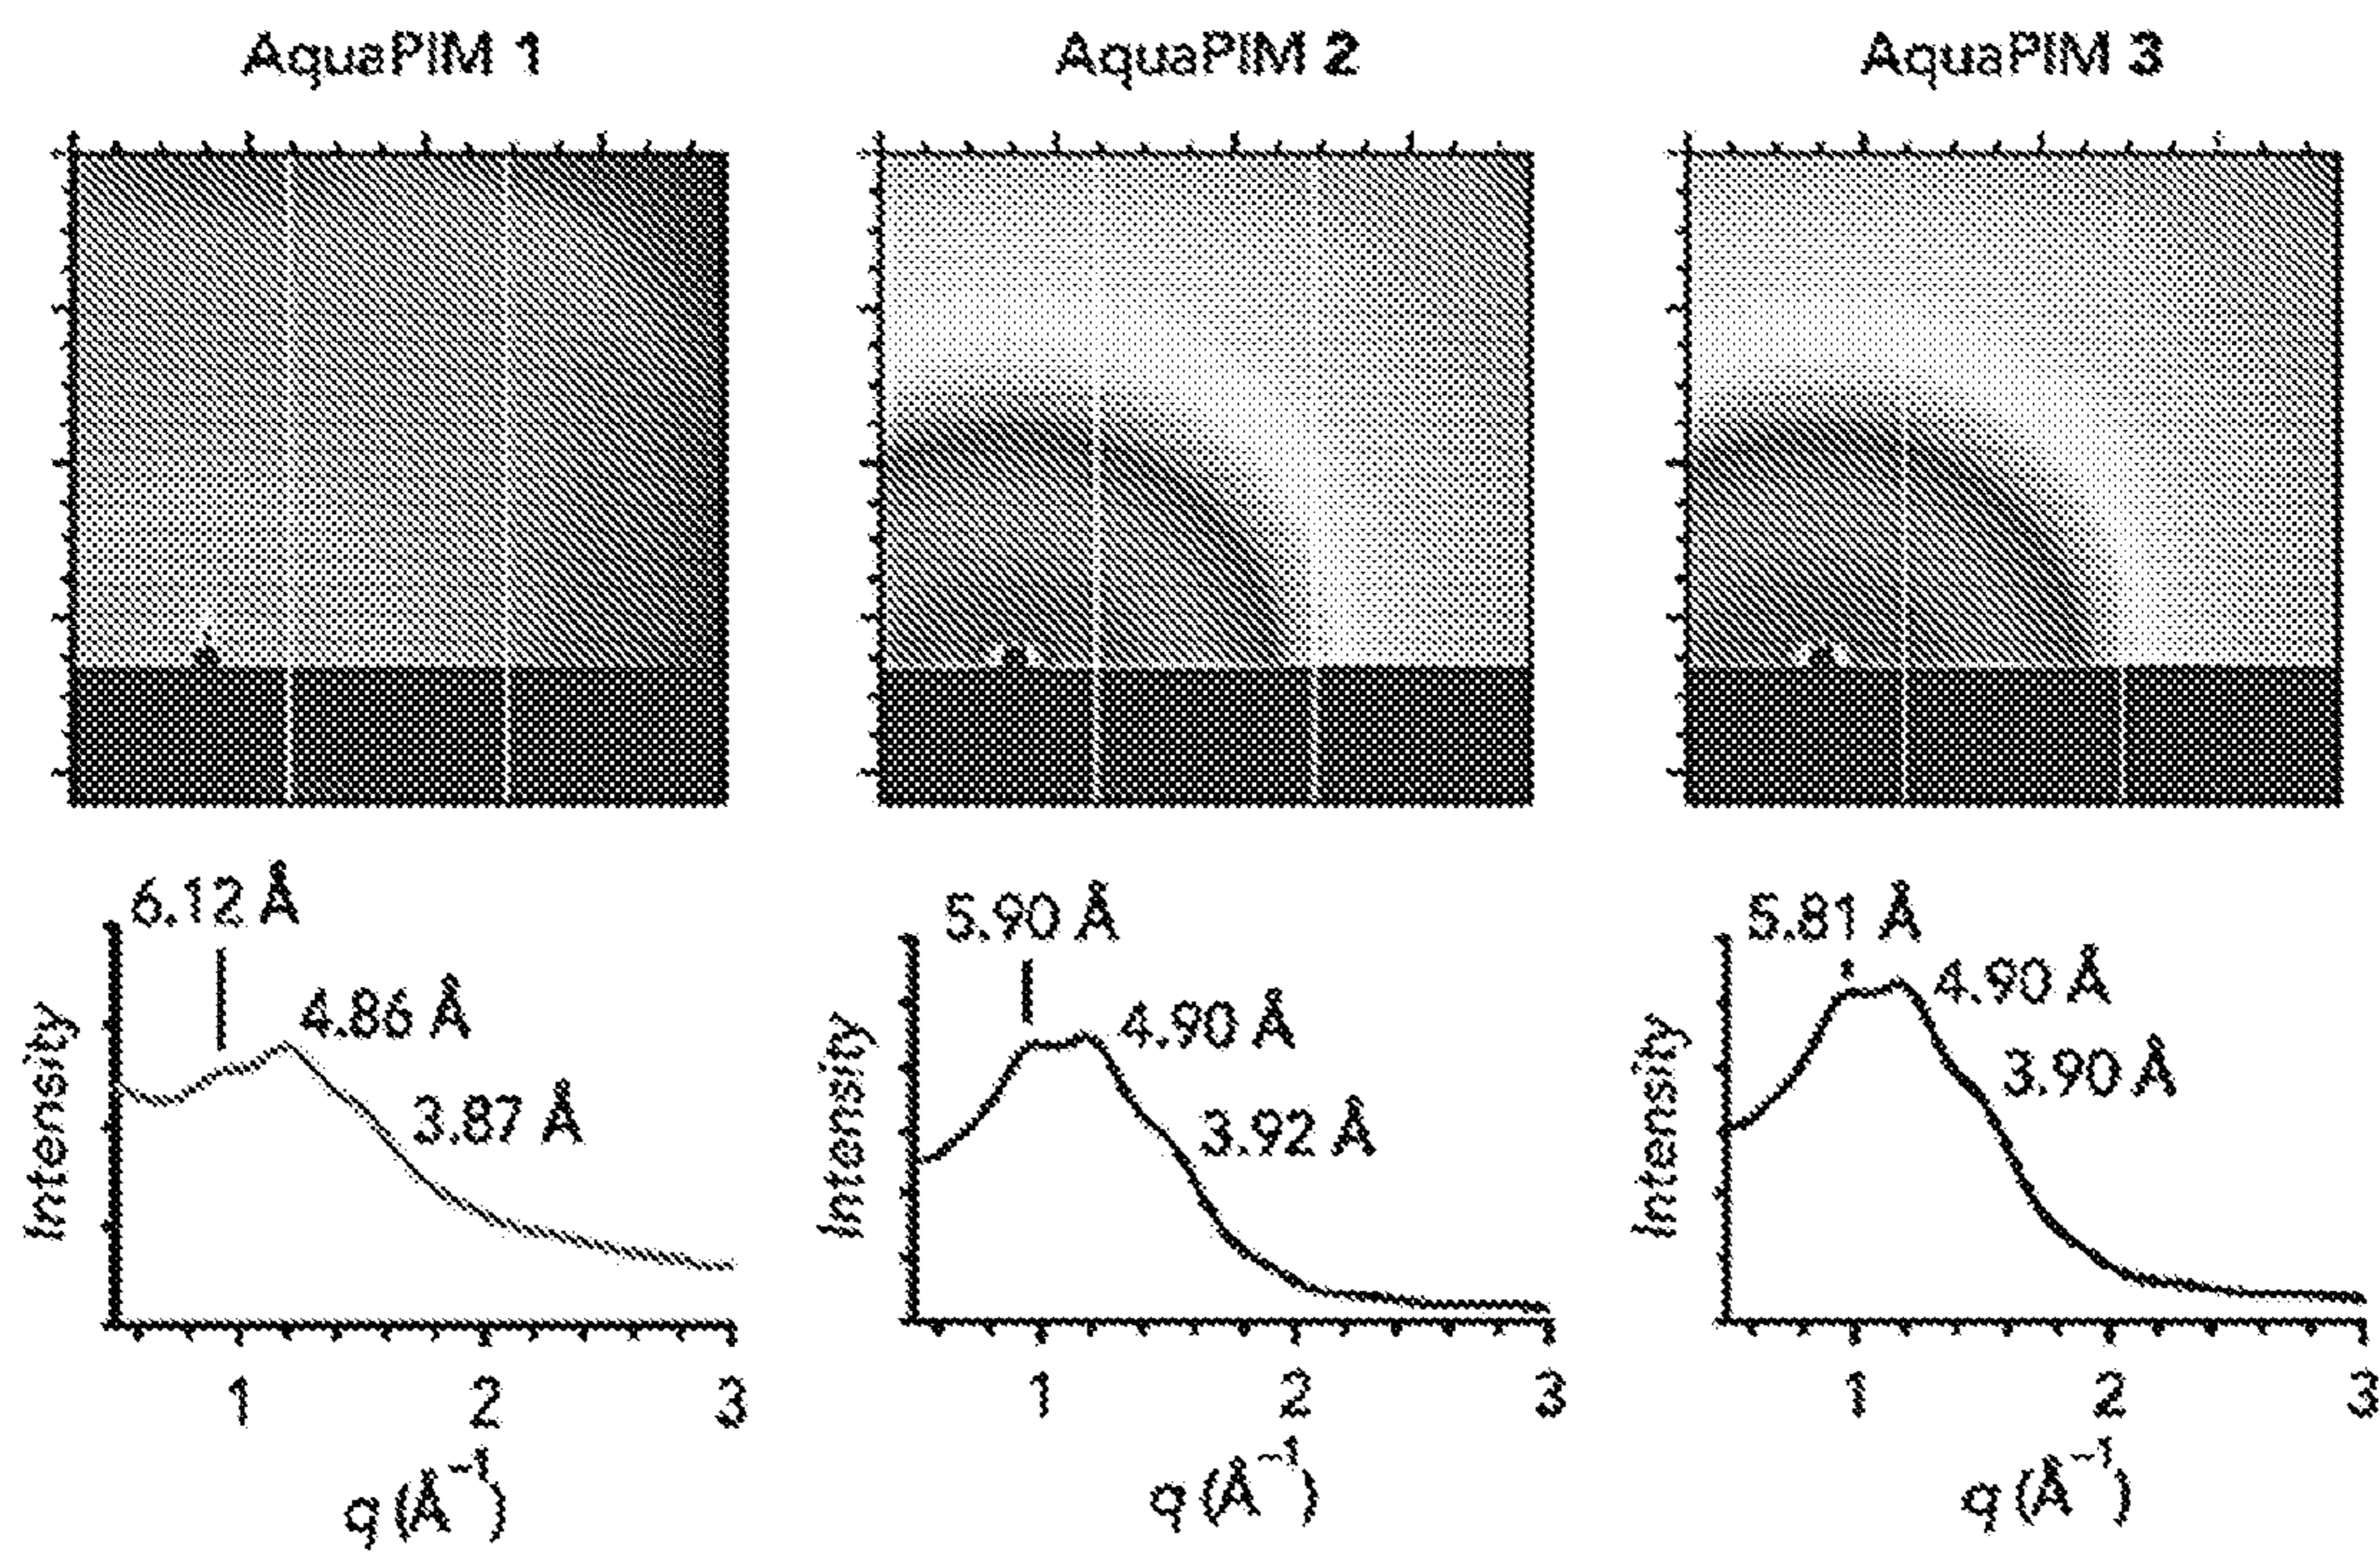 AquaPIM 1
AquaPIM 2
AquaPIM 3
6.12 Å
4.86 Å
3.87 Å
Intensity
1
2
3
q (Å⁻¹)
5.90 Å
4.90 Å
3.92 Å
Intensity
1
2
3
q (Å⁻¹)
5.81 Å
4.90 Å
3.90 Å
Intensity
1
2
3
q (Å⁻¹)